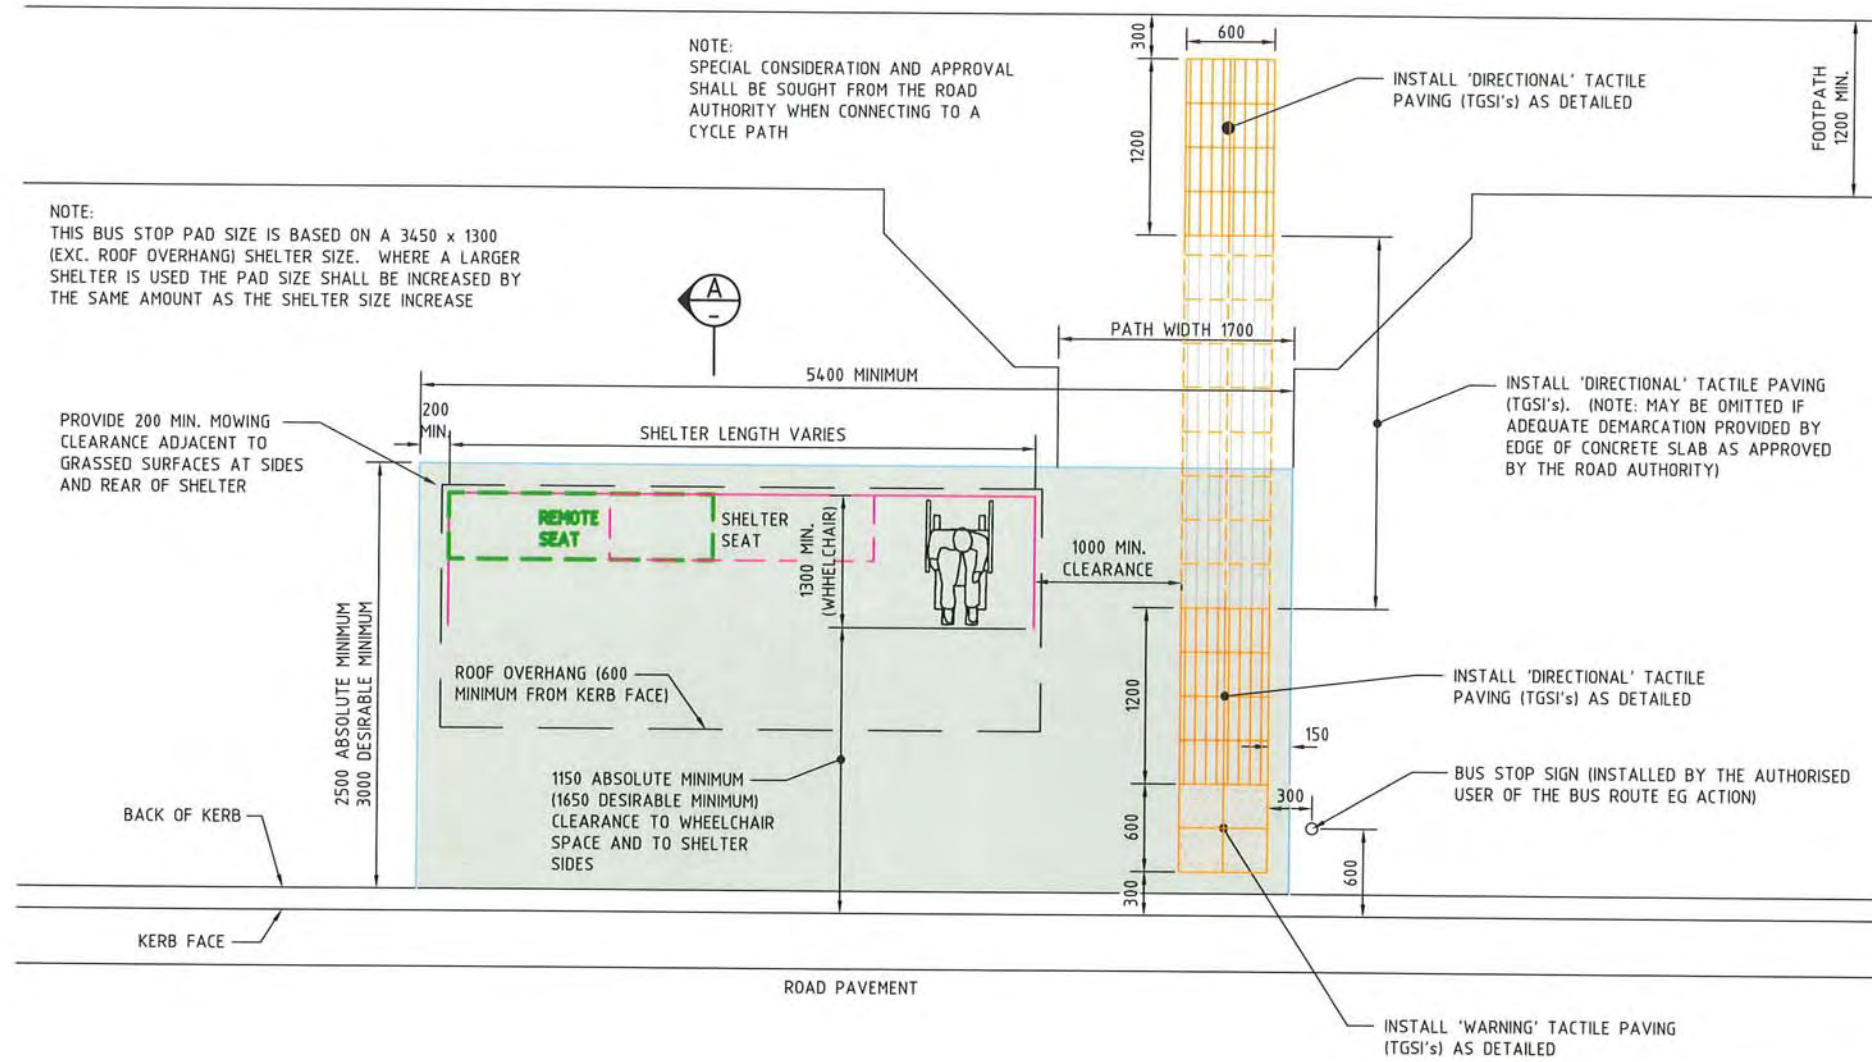 NOTE:
SPECIAL CONSIDERATION AND APPROVAL
SHALL BE SOUGHT FROM THE ROAD
AUTHORITY WHEN CONNECTING TO A
CYCLE PATH
300
600
1200
INSTALL 'DIRECTIONAL' TACTILE
PAVING (TGSI's) AS DETAILED
FOOTPATH
1200 MIN.
NOTE:
THIS BUS STOP PAD SIZE IS BASED ON A 3450 x 1300
(EXC. ROOF OVERHANG) SHELTER SIZE. WHERE A LARGER
SHELTER IS USED THE PAD SIZE SHALL BE INCREASED BY
THE SAME AMOUNT AS THE SHELTER SIZE INCREASE
A
-
PATH WIDTH 1700
5400 MINIMUM
INSTALL 'DIRECTIONAL' TACTILE PAVING
(TGSI's). (NOTE: MAY BE OMITTED IF
ADEQUATE DEMARCATION PROVIDED BY
EDGE OF CONCRETE SLAB AS APPROVED
BY THE ROAD AUTHORITY)
PROVIDE 200 MIN. MOWING
CLEARANCE ADJACENT TO
GRASSED SURFACES AT SIDES
AND REAR OF SHELTER
200
MIN.
SHELTER LENGTH VARIES
REMOTE
SEAT
SHELTER
SEAT
1300 MIN.
(WHHELCHAIR)
1000 MIN.
CLEARANCE
2500 ABSOLUTE MINIMUM
3000 DESIRABLE MINIMUM
ROOF OVERHANG (600
MINIMUM FROM KERB FACE)
1200
INSTALL 'DIRECTIONAL' TACTILE
PAVING (TGSI's) AS DETAILED
150
1150 ABSOLUTE MINIMUM
(1650 DESIRABLE MINIMUM)
CLEARANCE TO WHEELCHAIR
SPACE AND TO SHELTER
SIDES
BUS STOP SIGN (INSTALLED BY THE AUTHORISED
USER OF THE BUS ROUTE EG ACTION)
300
600
600
300
BACK OF KERB
KERB FACE
ROAD PAVEMENT
INSTALL 'WARNING' TACTILE PAVING
(TGSI's) AS DETAILED